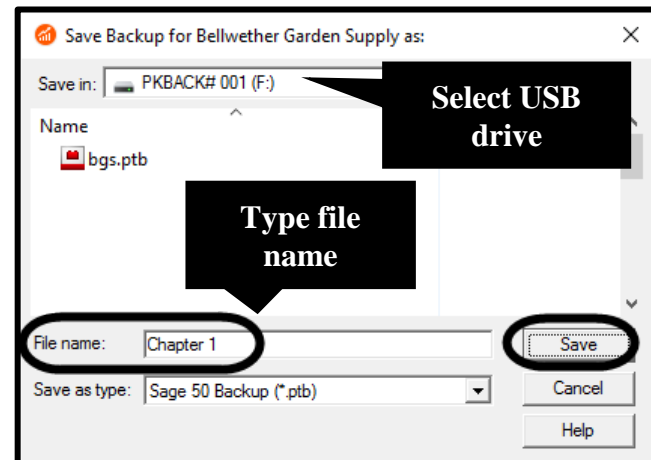 Save Backup for Bellwether Garden Supply as:
Save in: PKBACK# 001 (F:)
Select USB
drive
Name
bgs.ptb
Type file
name
File name: Chapter 1
Save
Save as type: Sage 50 Backup (*.ptb)
Cancel
Help